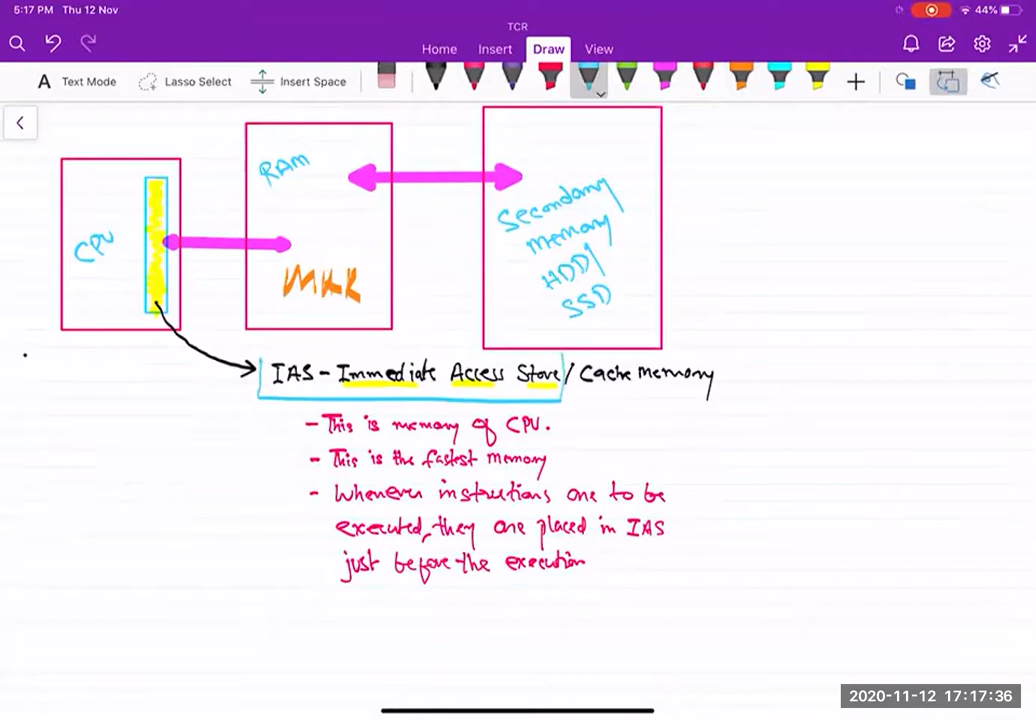 5:17 PM Thu 12 Nov
44%
TCR
Home Insert Draw View
A Text Mode Lasso Select Insert Space
CPU
RAM
Secondary
memory
HDD/
SSD
IAS - Immediate Access Store / Cache memory
- This is memory of CPU.
- This is the fastest memory
- Whenever instructions are to be
executed, they are placed in IAS
just before the execution
2020-11-12 17:17:36